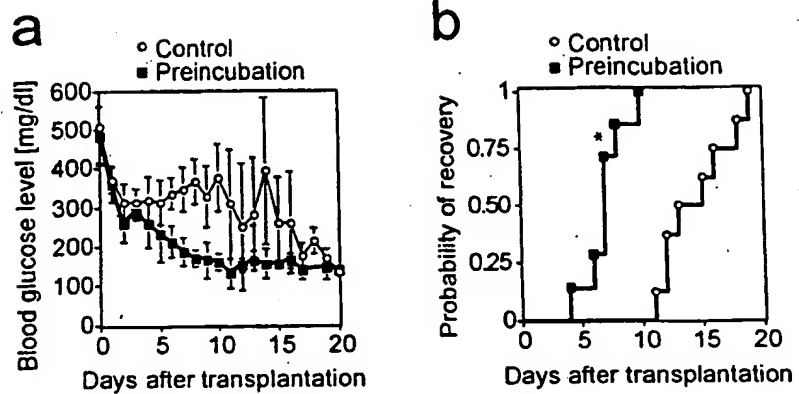 a
Control
Preincubation
Blood glucose level [mg/dl]
600
500
400
300
200
100
0
0 5 10 15 20
Days after transplantation
b
Control
Preincubation
Probability of recovery
1
0.75
0.50
0.25
0
*
0 5 10 15 20
Days after transplantation